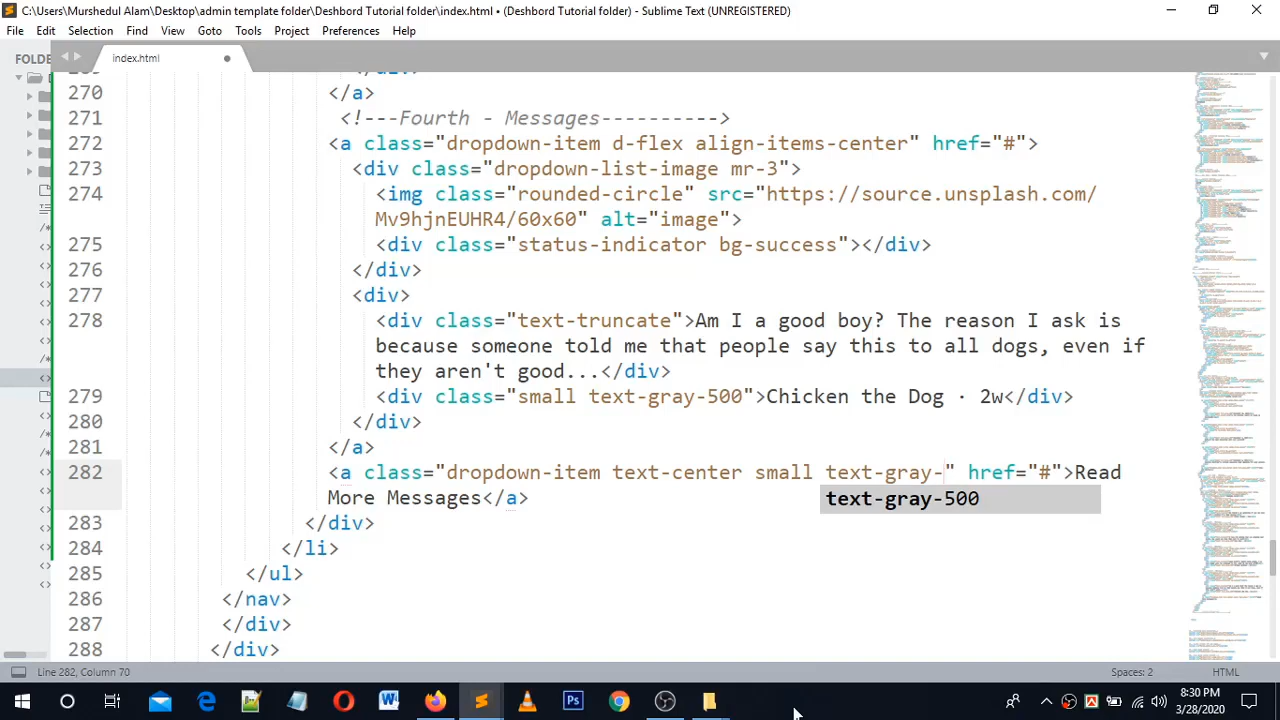 C:\Users\Murshedul Alam\Desktop\admin template folder\Deshbord Tutorial folder\index.html • (Deshbord Tutorial folder) - Sublime Text (UNREGISTERED)
File Edit Selection Find View Goto Tools Project Preferences Help
FOLDE
index.html
270 </a>
271 <!---Fourth Messages --------->
272 <a class="dropdown-item d-flex align-items-center" href="#">
273 <div class="dropdown-list-image mr-3">
274 <img class="rounded-circle" src="https://source.unsplash.com/
Mv9hjnEUHR4/60x60" alt="image">
275 <div class="status-indicator bg-success"></div>
276 </div>
277 <div>
278 <div class="text-truncate">Am I a good boy? The reason I ask is
because someone told me that people say this to all dogs, even if
they aren't good...</div>
279 <div class="small text-gray-500">Chicken the Dog · 2w</div>
280 </div>
281 </a>
282 <a class="dropdown-item text-center small text-gray-" href="#">Read
More Messages</a>
text-gray-500
283 </div>
284 </li>
285 </ul>
286 </nav>
287 </div>
288 </div>
Line 282, Column 70
Spaces: 2
HTML
8:30 PM
3/28/2020